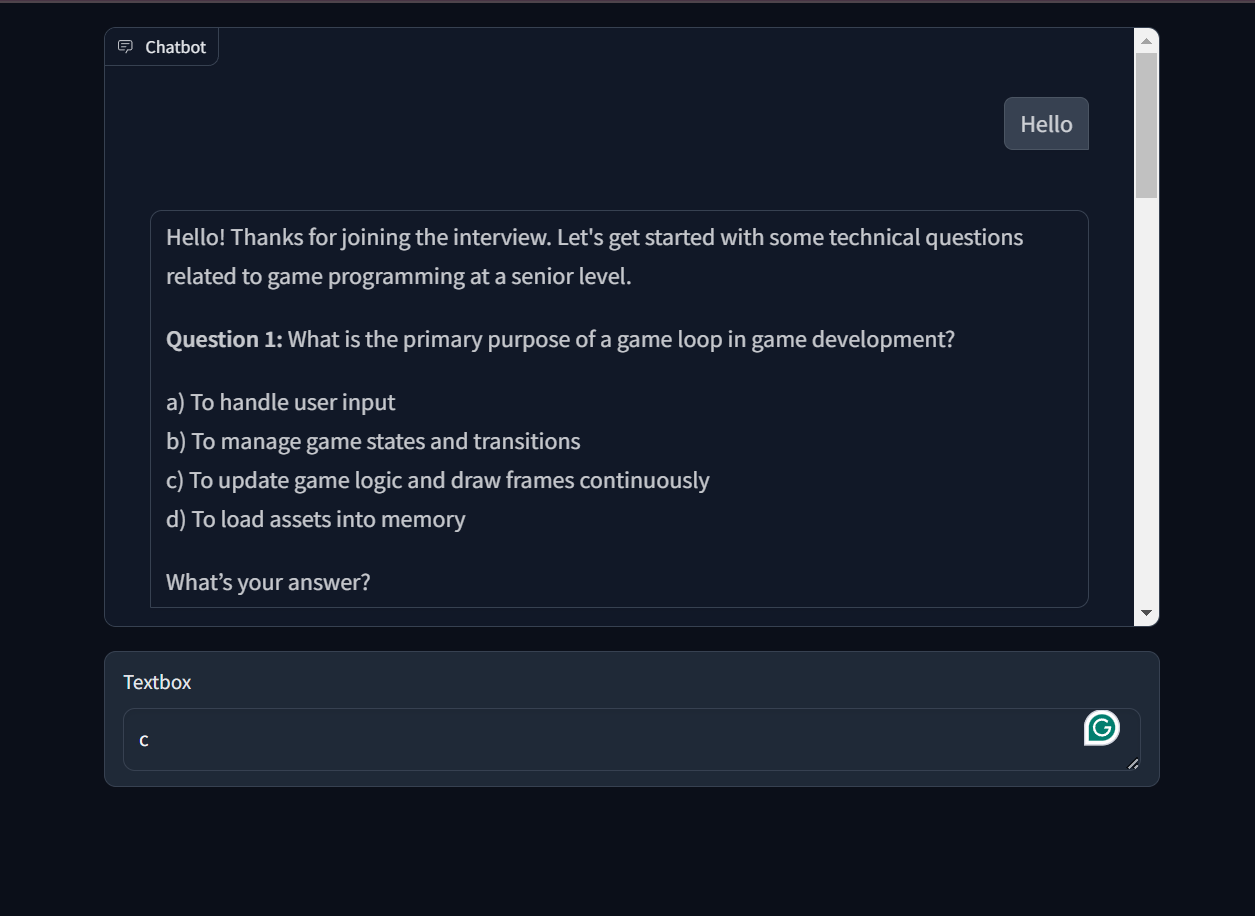 Chatbot
Hello
Hello! Thanks for joining the interview. Let's get started with some technical questions
related to game programming at a senior level.
Question 1: What is the primary purpose of a game loop in game development?
a) To handle user input
b) To manage game states and transitions
c) To update game logic and draw frames continuously
d) To load assets into memory
What’s your answer?
Textbox
c